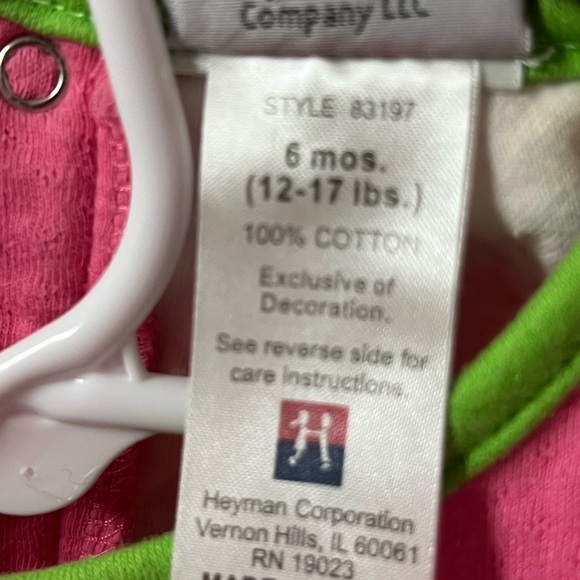 Company LLC
STYLE 83197
6 mos.
(12-17 lbs.)
100% COTTON
Exclusive of
Decoration.
See reverse side for
care instructions.
Heyman Corporation
Vernon Hills, IL 60061
RN 19023
MADE